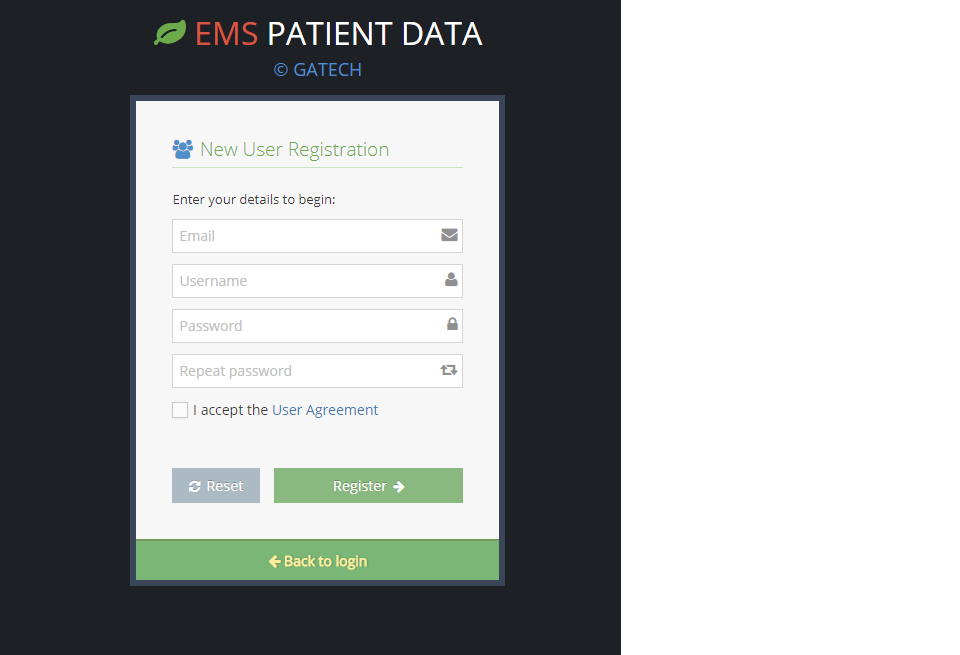 EMS PATIENT DATA
© GATECH
New User Registration
Enter your details to begin:
Email
Username
Password
Repeat password
I accept the User Agreement
Reset
Register
Back to login